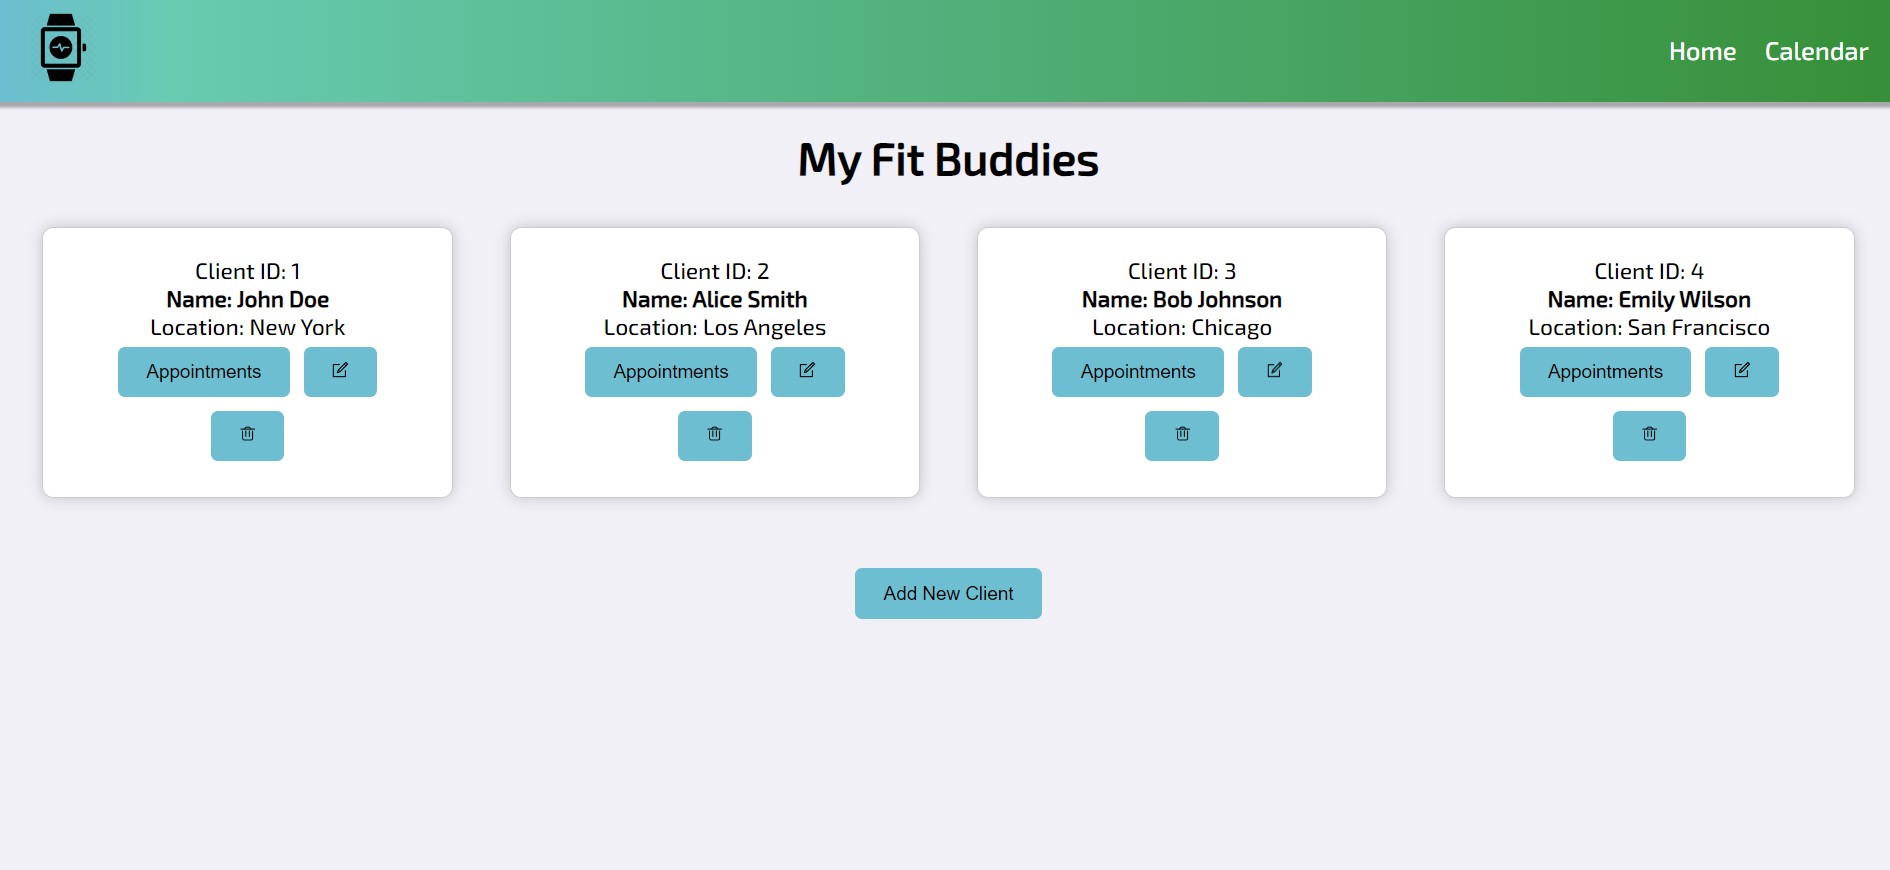 Home Calendar
My Fit Buddies
Client ID: 1
Name: John Doe
Location: New York
Appointments
Client ID: 2
Name: Alice Smith
Location: Los Angeles
Appointments
Client ID: 3
Name: Bob Johnson
Location: Chicago
Appointments
Client ID: 4
Name: Emily Wilson
Location: San Francisco
Appointments
Add New Client